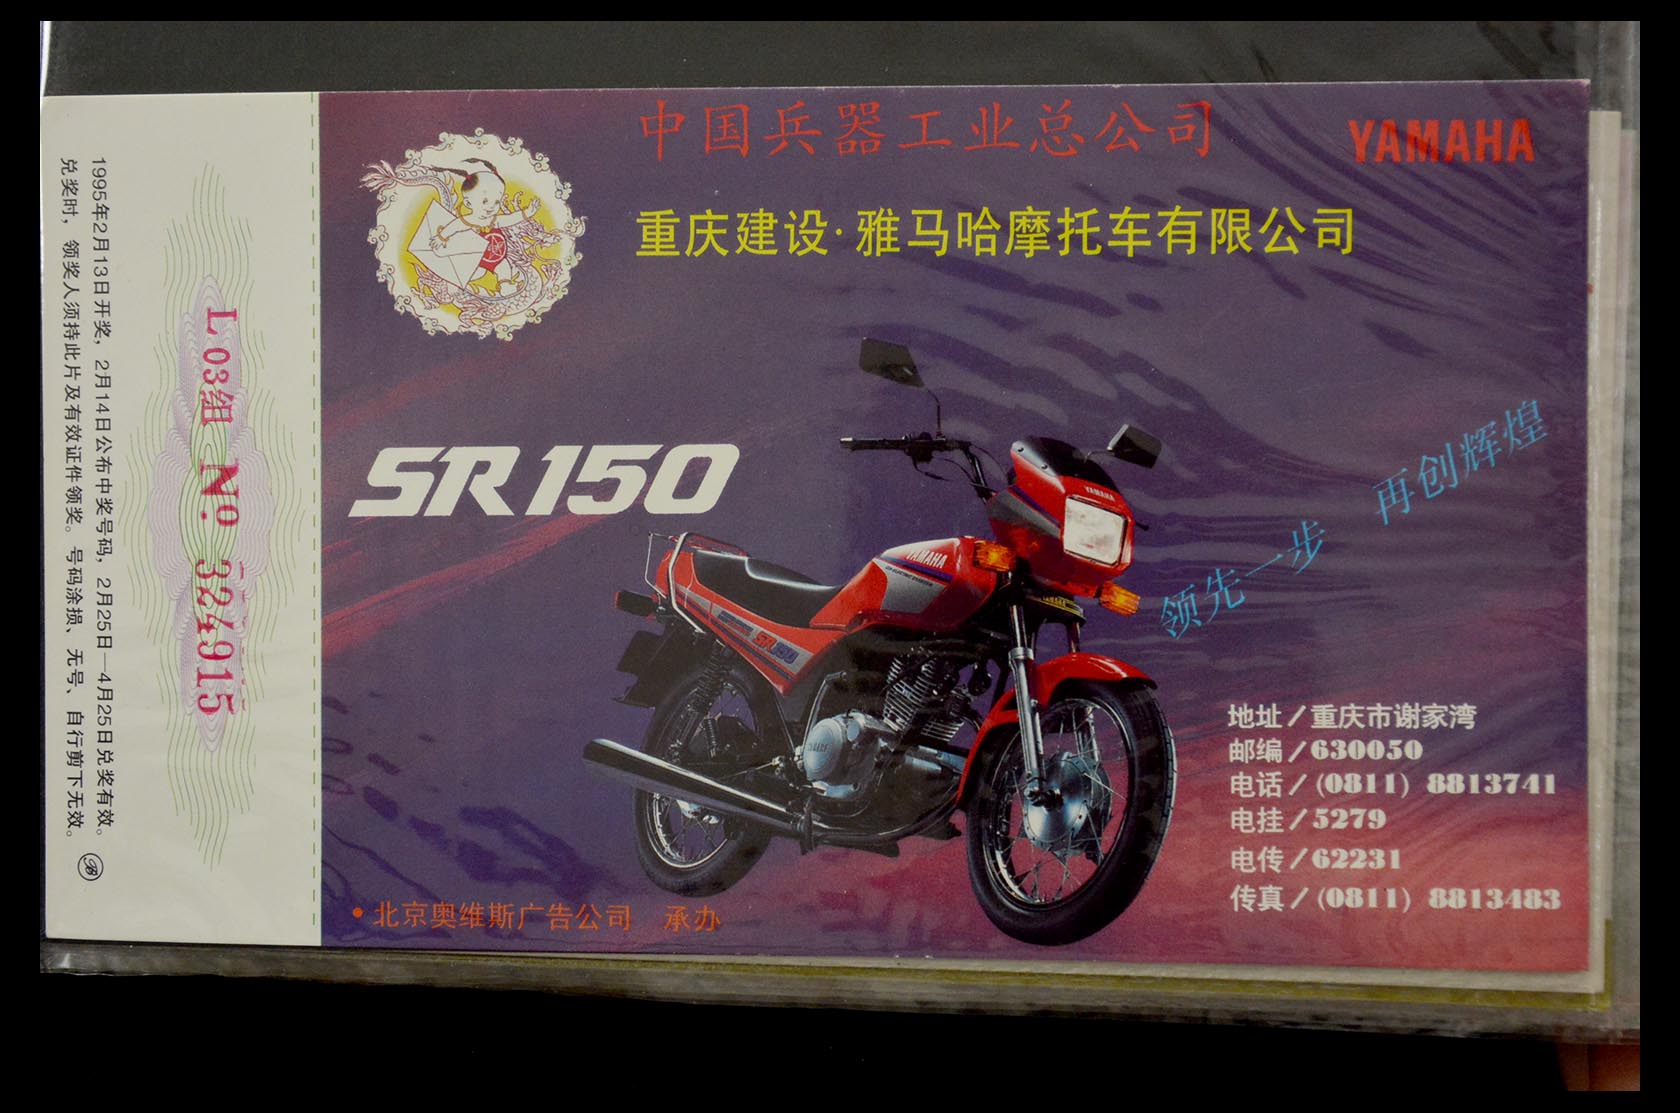 中国兵器工业总公司
YAMAHA
重庆建设·雅马哈摩托车有限公司
SR150
领先一步 再创辉煌
YAMAHA
YAMAHA
SR150
地址/重庆市谢家湾
邮编/630050
电话/(0811) 8813741
电挂/5279
电传/62231
传真/(0811) 8813483
•北京奥维斯广告公司 承办
L 03组 No. 324915
1995年2月13日开奖，2月14日公布中奖号码，2月25日—4月25日兑奖有效。
兑奖时，领奖人须持此片及有效证件领奖。号码涂损、无号、自行剪下无效。 B